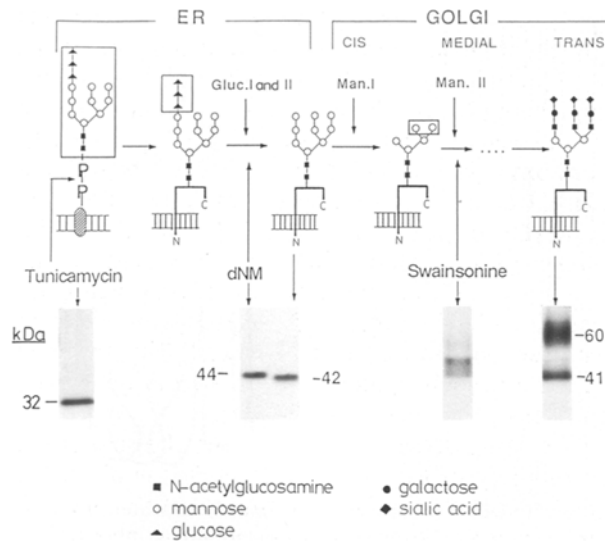 ER GOLGI
CIS MEDIAL TRANS
Gluc.I and II Man.I Man. II
P
P
C C C C
N N N N
Tunicamycin dNM Swainsonine
kDa
-60
44- -42 -41
32-
■ N-acetylglucosamine ● galactose
○ mannose ◆ sialic acid
▲ glucose